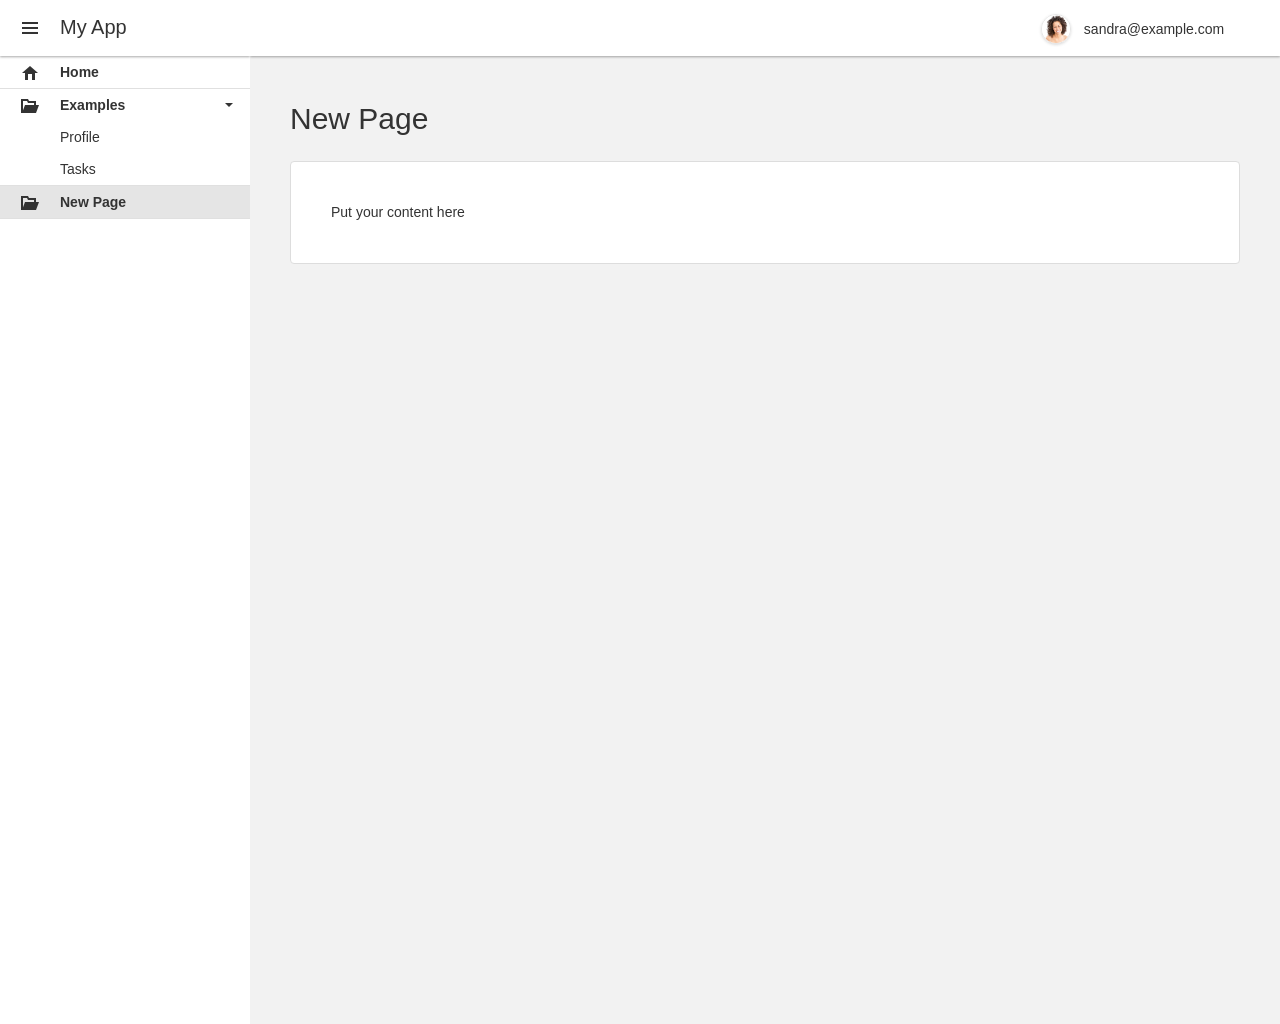 My App
sandra@example.com
Home
Examples
Profile
Tasks
New Page
New Page
Put your content here